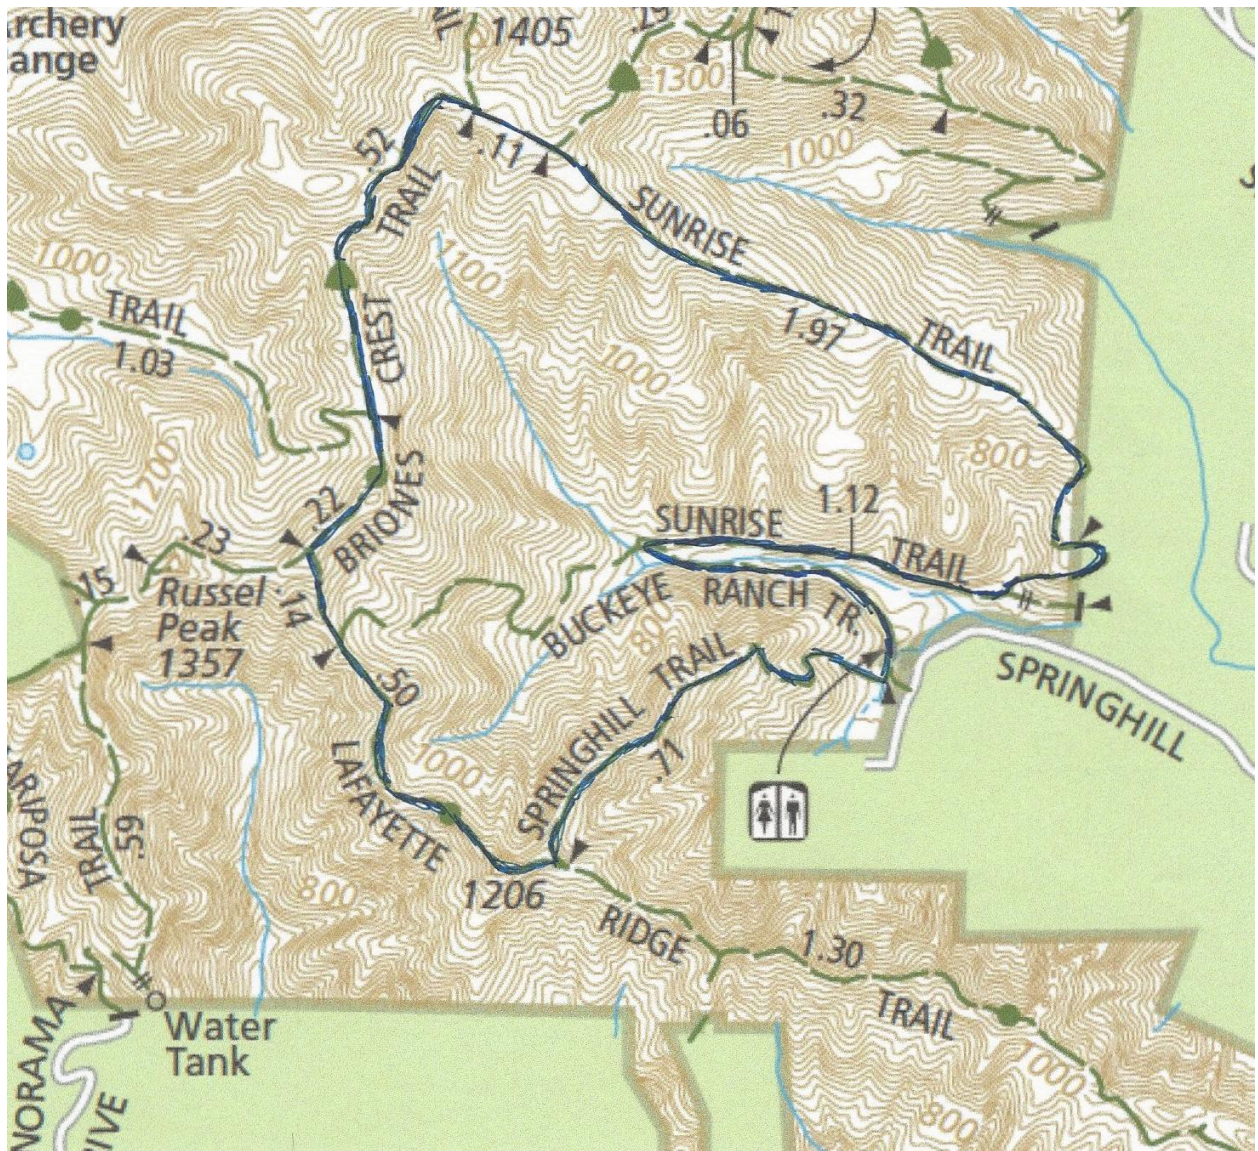 rchery
ange
1405
1300
.06
.32
1000
.52
.11
TRAIL
SUNRISE
1000
1100
TRAIL
1.03
CREST
1.97
TRAIL
1000
1200
800
.22
BRIONES
SUNRISE
1.12
TRAIL
.23
.15
Russel
Peak
1357
.14
BUCKEYE
RANCH TR.
800
SPRINGHILL TRAIL
.50
SPRINGHILL
LAFAYETTE
1000
.71
ARIPOSA
TRAIL
.59
800
1206
RIDGE
1.30
TRAIL
Water
Tank
NORAMA
IVE
1000
800